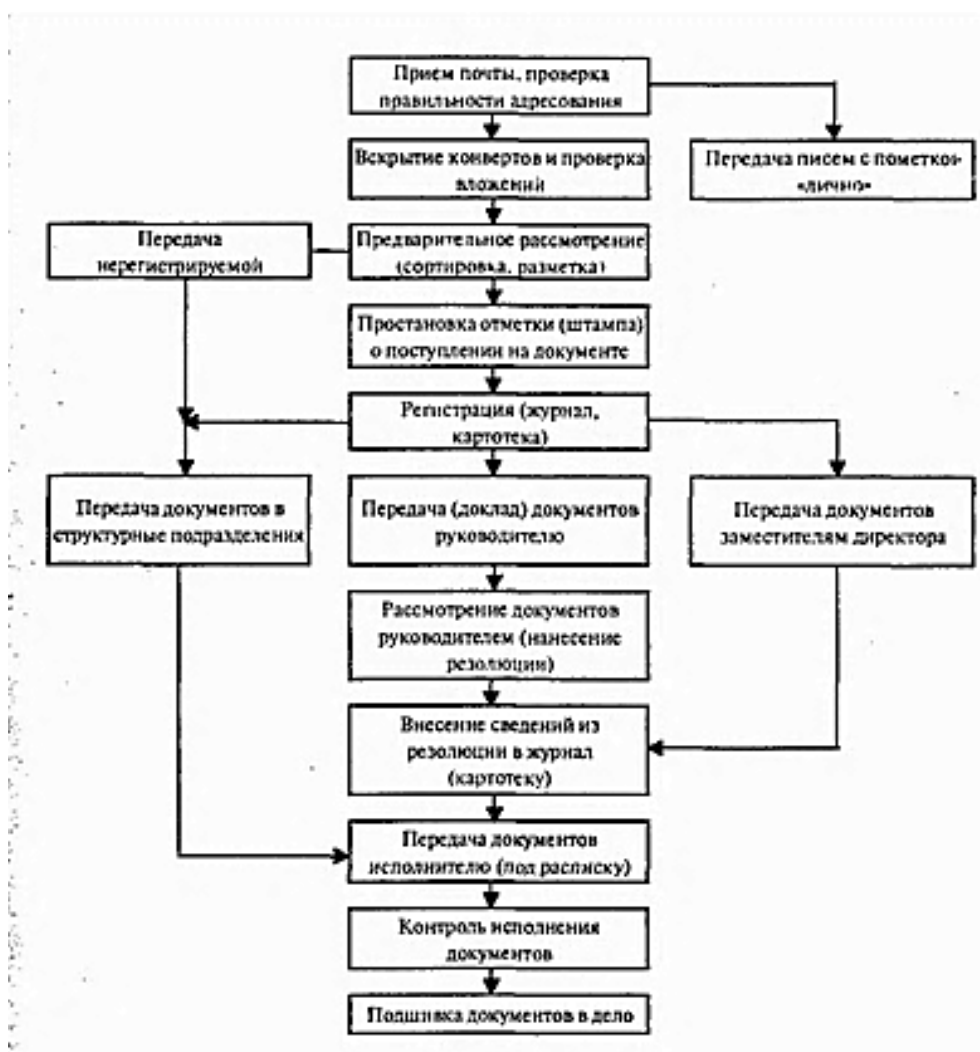 Прием почты, проверка
правильности адресования
Вскрытие конвертов и проверка
вложений
Передача писем с пометкой
«лично»
Передача
нерегистрируемой
Предварительное рассмотрение
(сортировка, разметка)
Простановка отметки (штампа)
о поступлении на документе
Регистрация (журнал,
картотека)
Передача документов в
структурные подразделения
Передача (доклад) документов
руководителю
Передача документов
заместителям директора
Рассмотрение документов
руководителем (нанесение
резолюции)
Внесение сведений из
резолюции в журнал
(картотеку)
Передача документов
исполнителю (под расписку)
Контроль исполнения
документов
Подшивка документов в дело